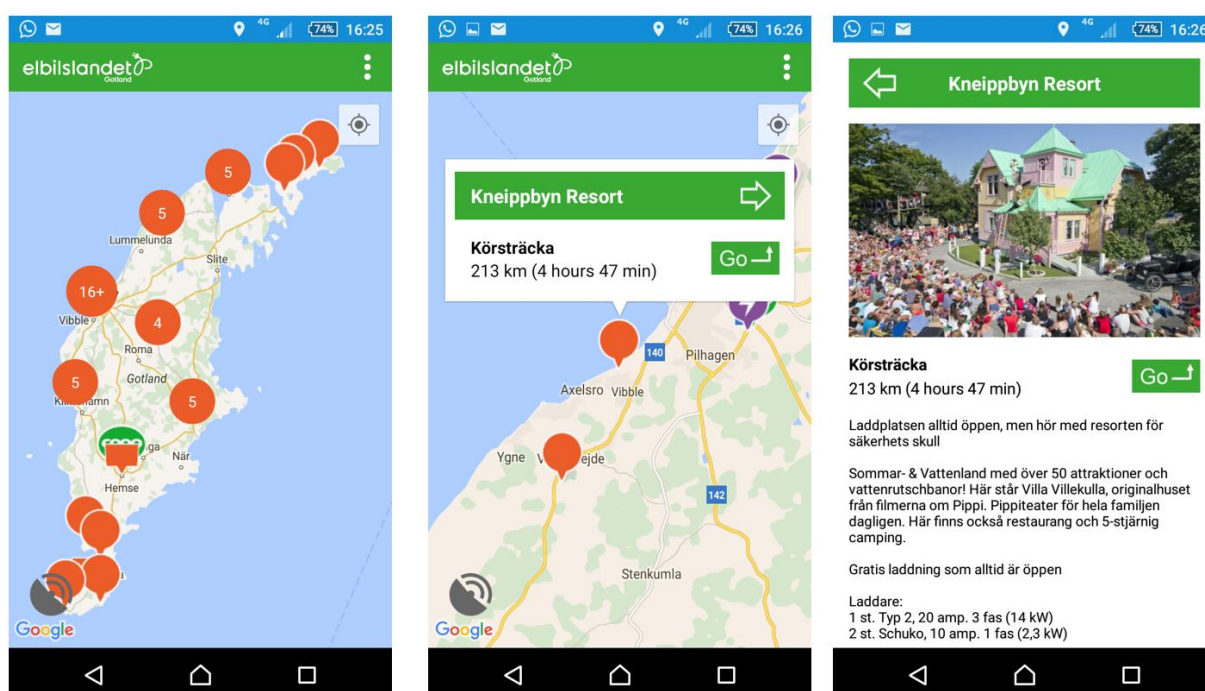 4G 74% 16:25
elbilslandet
Gotland
5
5
Lummelunda
Slite
16+
Vibble
4
Roma
Gotland
5
5
När
Hemse
Google
4G 74% 16:26
elbilslandet
Gotland
Kneippbyn Resort
Körsträcka
213 km (4 hours 47 min)
Go
140
Pilhagen
Axelsro Vibble
Ygne
142
Stenkumla
Google
4G 74% 16:26
Kneippbyn Resort
Körsträcka
213 km (4 hours 47 min)
Go
Laddplatsen alltid öppen, men hör med resorten för
säkerhets skull
Sommar- & Vattenland med över 50 attraktioner och
vattenrutschbanor! Här står Villa Villekulla, originalhuset
från filmerna om Pippi. Pippiteater för hela familjen
dagligen. Här finns också restaurang och 5-stjärnig
camping.
Gratis laddning som alltid är öppen
Laddare:
1 st. Typ 2, 20 amp. 3 fas (14 kW)
2 st. Schuko, 10 amp. 1 fas (2,3 kW)